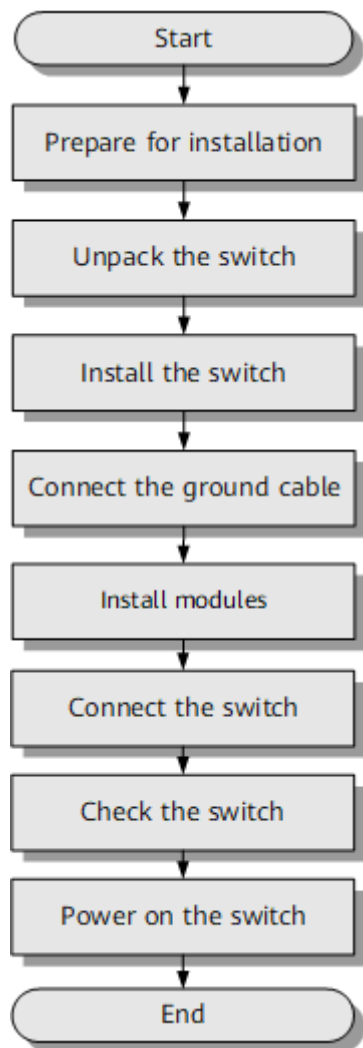 Start
Prepare for installation
Unpack the switch
Install the switch
Connect the ground cable
Install modules
Connect the switch
Check the switch
Power on the switch
End